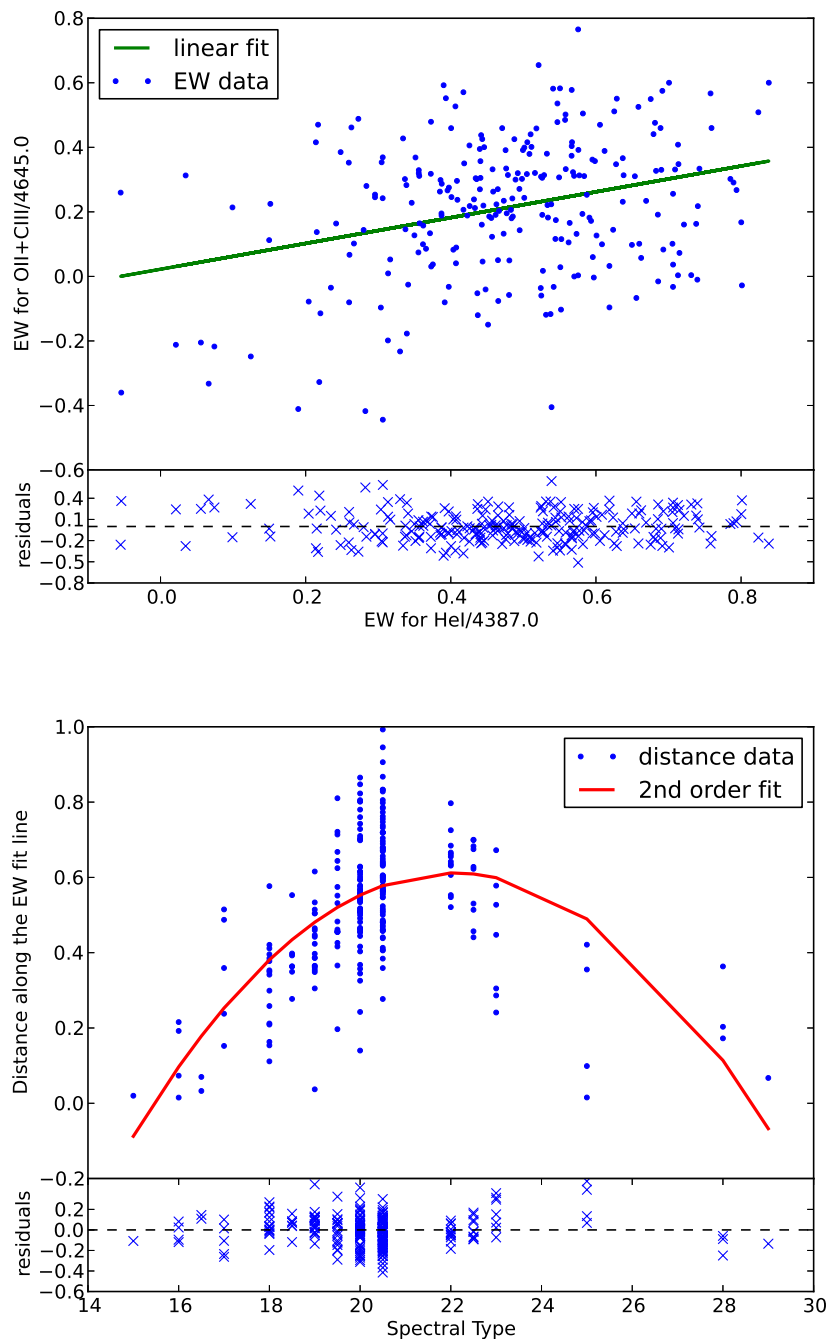 0.8
linear fit
EW data
0.6
0.4
0.2
0.0
−0.2
−0.4
−0.6
EW for OII+CIII/4645.0
0.4
0.1
−0.2
−0.5
−0.8
residuals
0.0 0.2 0.4 0.6 0.8
EW for HeI/4387.0
1.0
distance data
2nd order fit
0.8
0.6
0.4
0.2
0.0
−0.2
Distance along the EW fit line
0.2
0.0
−0.2
−0.4
−0.6
residuals
14 16 18 20 22 24 26 28 30
Spectral Type